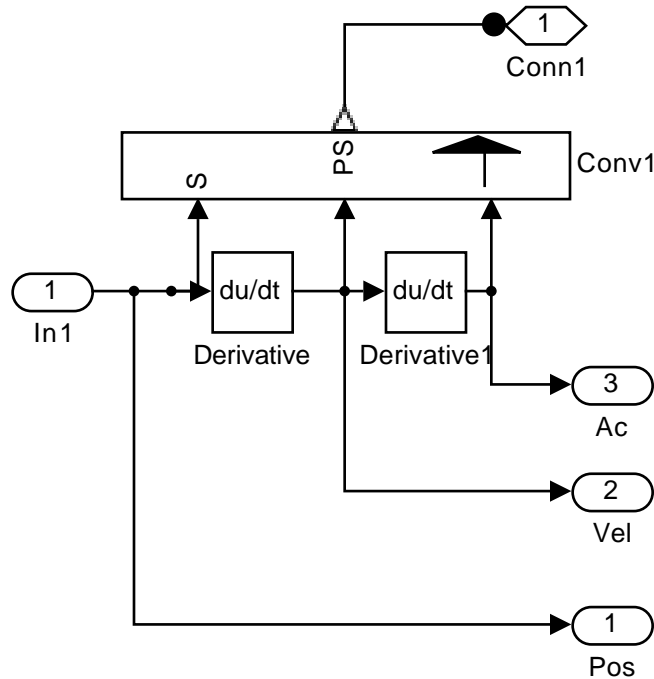 1
Conn1
S
PS
Conv1
1
In1
du/dt
Derivative
du/dt
Derivative1
3
Ac
2
Vel
1
Pos